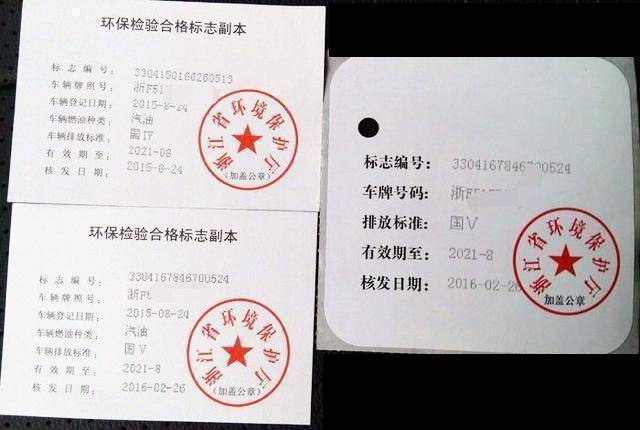 环保检验合格标志副本
标志编号: 3304150166260513
车辆牌照号: 浙F51
车辆登记日期: 2015-8-24
车辆燃油种类: 汽油
车辆排放标准: 国Ⅳ
有效期至: 2021-08
核发日期: 2015-8-24
浙江省环境保护厅
(加盖公章)
环保检验合格标志副本
标志编号: 3304167846700524
车辆牌照号: 浙F
车辆登记日期: 2015-08-24
车辆燃油种类: 汽油
车辆排放标准: 国Ⅴ
有效期至: 2021-8
核发日期: 2016-02-26
浙江省环境保护厅
(加盖公章)
标志编号: 3304167846700524
车牌号码: 浙F
排放标准: 国Ⅴ
有效期至: 2021-8
核发日期: 2016-02-26
浙江省环境保护厅
加盖公章)